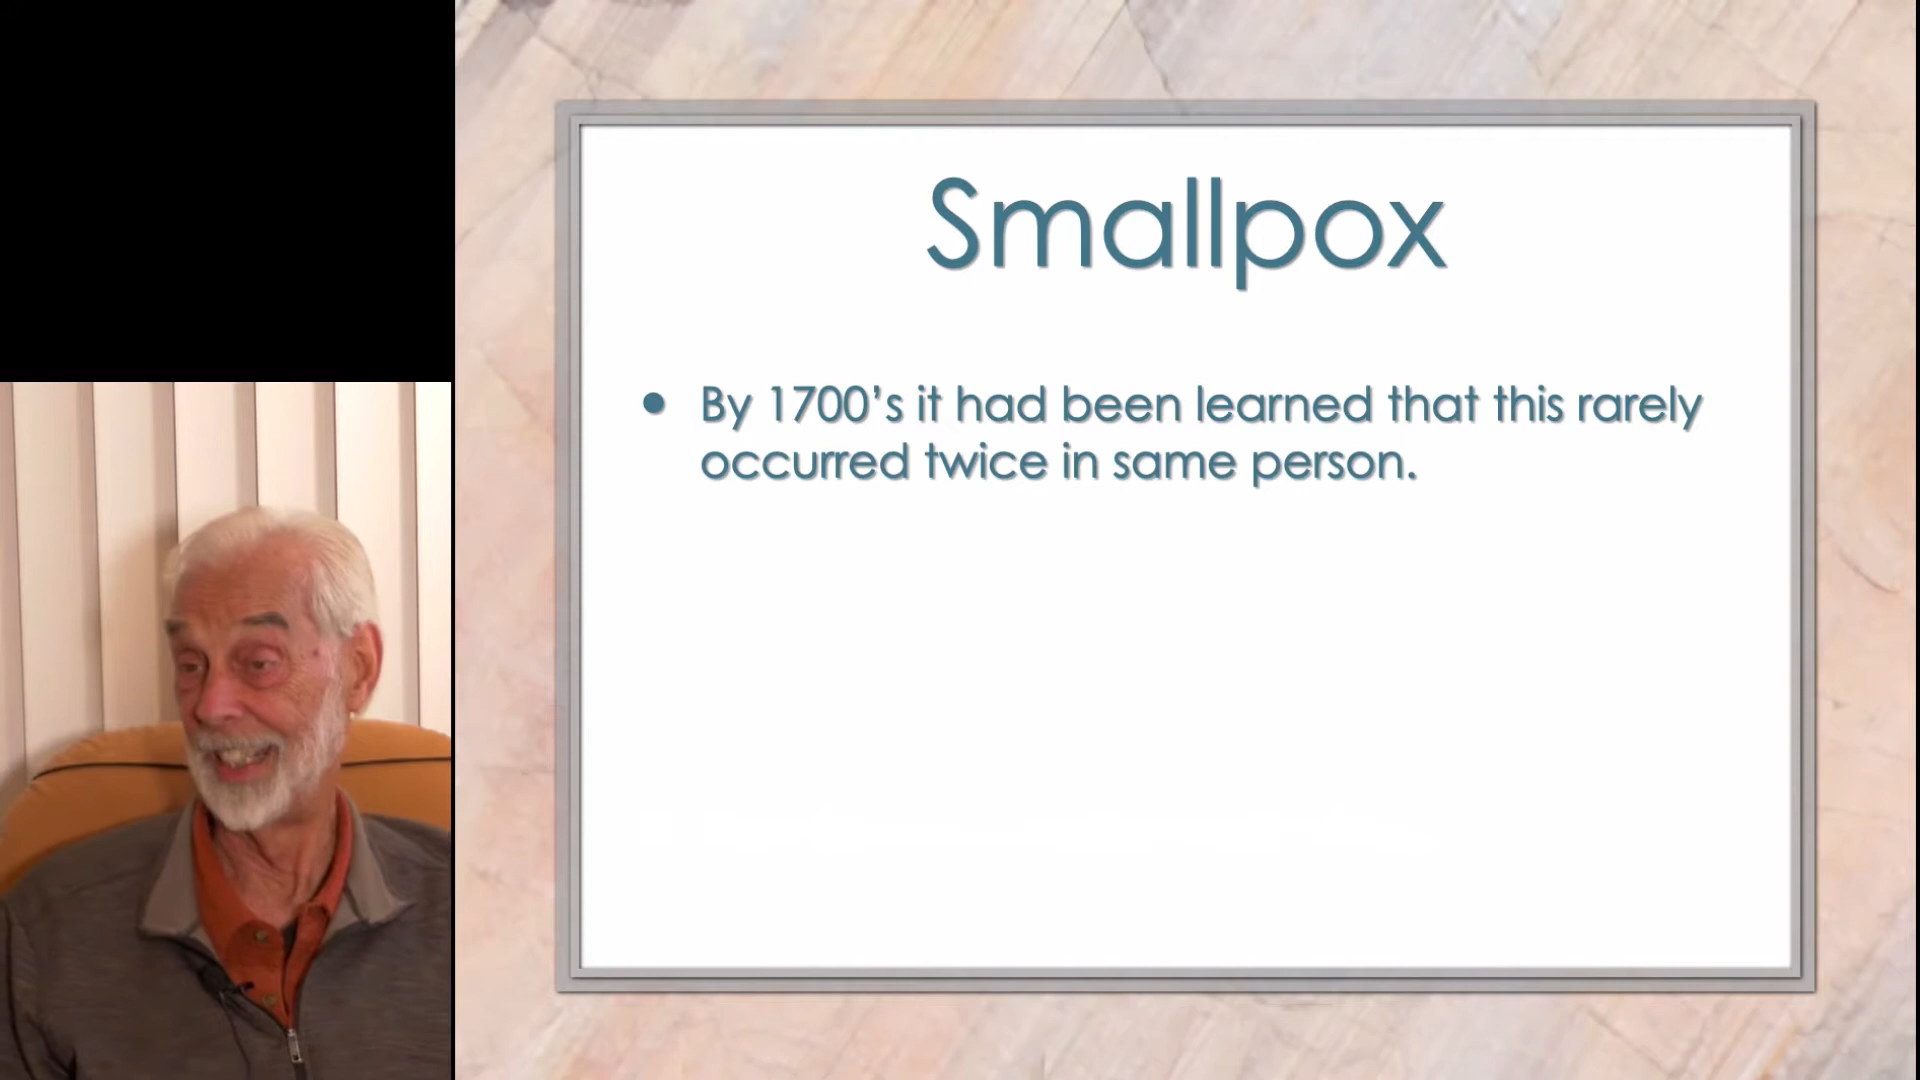 Smallpox
• By 1700’s it had been learned that this rarely
occurred twice in same person.